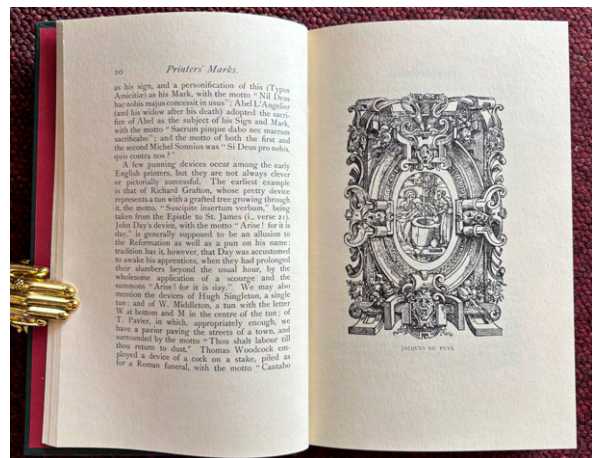 10 Printers' Marks.
as his sign, and a personification of this (Typus
Amicitiæ) as his Mark, with the motto "Nil Deus
hac nobis majus concessit in usus"; Abel L'Angelier
(and his widow after his death) adopted the sacri-
fice of Abel as the subject of his Sign and Mark,
with the motto "Sacrum pingue dabo nec macrum
sacrificabo"; and the motto of both the first and
the second Michel Sonnius was "Si Deus pro nobis,
quis contra nos?"
A few punning devices occur among the early
English printers, but they are not always clever
or pictorially successful. The earliest example
is that of Richard Grafton, whose pretty device
represents a tun with a grafted tree growing through
it, the motto, "Suscipite insertum verbum," being
taken from the Epistle to St. James (i., verse 21).
John Day's device, with the motto "Arise! for it is
day," is generally supposed to be an allusion to
the Reformation as well as a pun on his name:
tradition has it, however, that Day was accustomed
to awake his apprentices, when they had prolonged
their slumbers beyond the usual hour, by the
wholesome application of a scourge and the
summons "Arise! for it is day." We may also
mention the devices of Hugh Singleton, a single
tun; and of W. Middleton, a tun with the letter
W at bottom and M in the centre of the tun; of
T. Pavier, in which, appropriately enough, we
have a pavior paving the streets of a town, and
surrounded by the motto "Thou shalt labour till
thou return to dust." Thomas Woodcock em-
ployed a device of a cock on a stake, piled as
for a Roman funeral, with the motto "Cantabo
JACQUES DU PUYS.